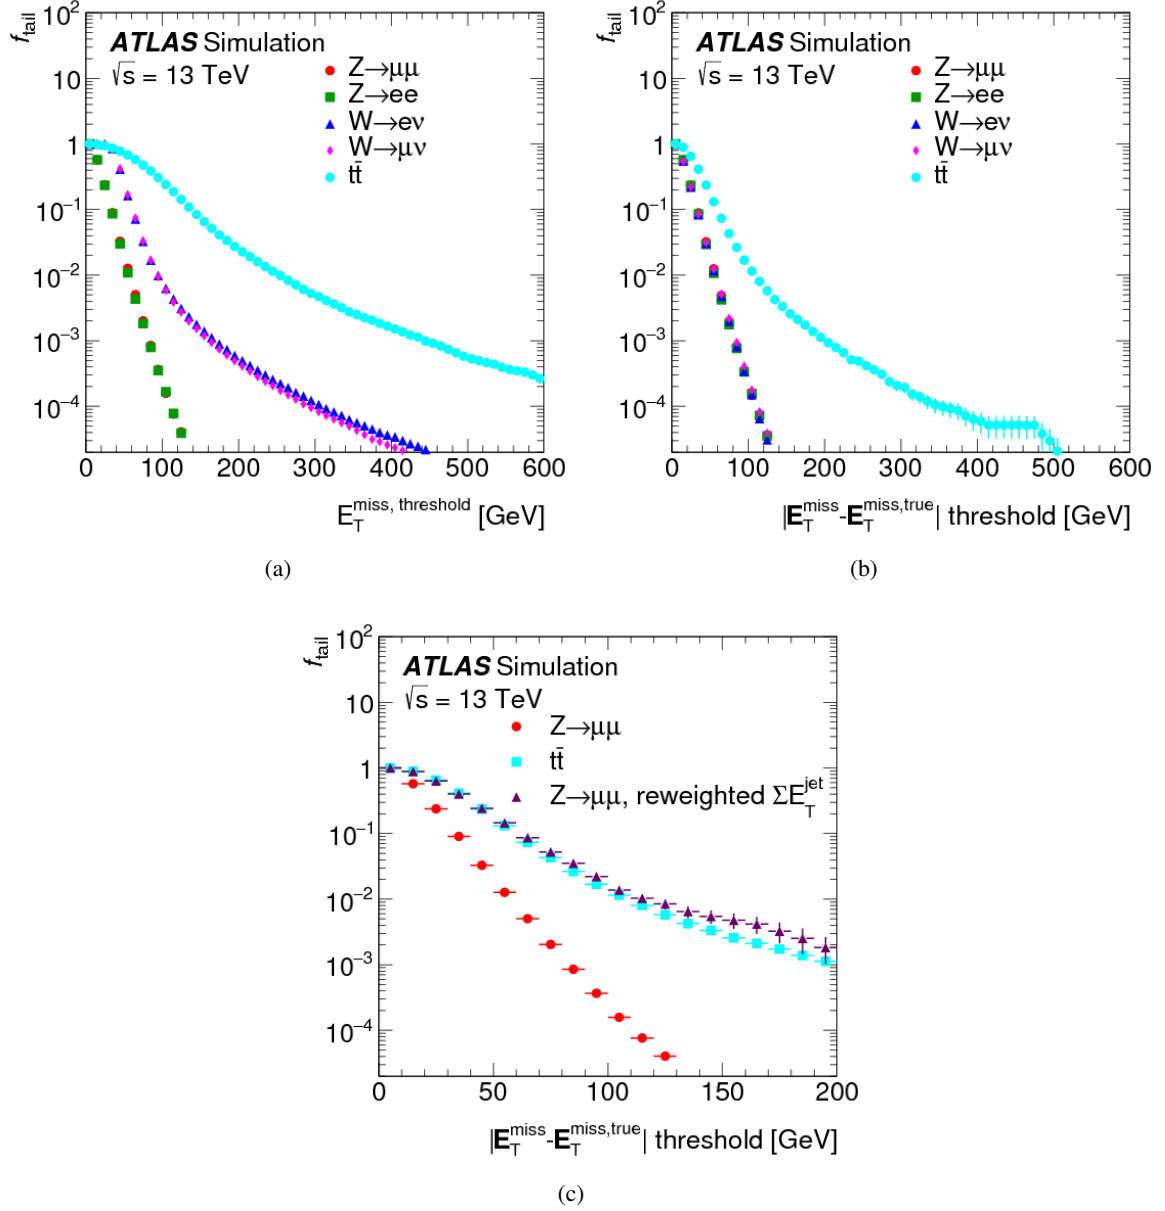 f_tail
10²
10
1
10⁻¹
10⁻²
10⁻³
10⁻⁴
ATLAS Simulation
√s = 13 TeV
Z→μμ
Z→ee
W→eν
W→μν
tt̄
0 100 200 300 400 500 600
E_T^{miss, threshold} [GeV]
(a)
f_tail
10²
10
1
10⁻¹
10⁻²
10⁻³
10⁻⁴
ATLAS Simulation
√s = 13 TeV
Z→μμ
Z→ee
W→eν
W→μν
tt̄
0 100 200 300 400 500 600
|E_T^{miss}-E_T^{miss,true}| threshold [GeV]
(b)
f_tail
10²
10
1
10⁻¹
10⁻²
10⁻³
10⁻⁴
ATLAS Simulation
√s = 13 TeV
Z→μμ
tt̄
Z→μμ, reweighted ΣE_T^{jet}
0 50 100 150 200
|E_T^{miss}-E_T^{miss,true}| threshold [GeV]
(c)